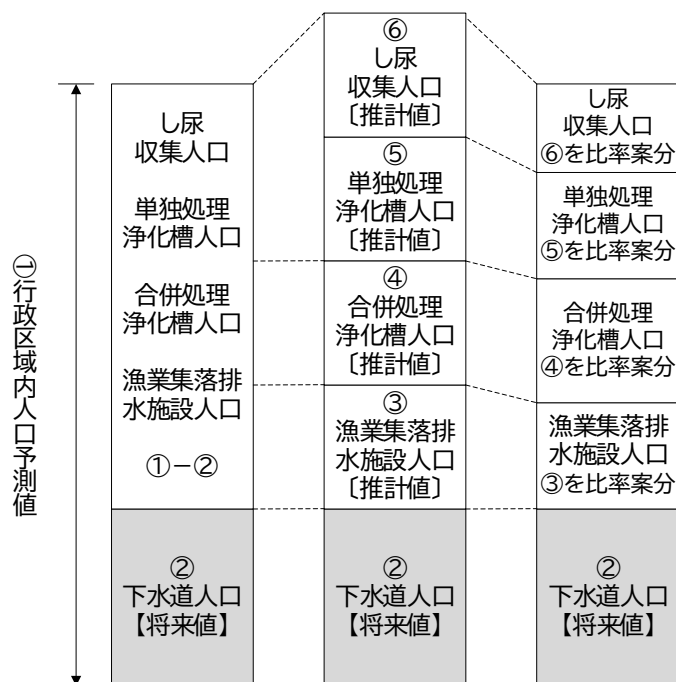 ①行政区域内人口予測値
し尿
収集人口
単独処理
浄化槽人口
合併処理
浄化槽人口
漁業集落排
水施設人口
①－②
②
下水道人口
【将来値】
⑥
し尿
収集人口
〔推計値〕
⑤
単独処理
浄化槽人口
〔推計値〕
④
合併処理
浄化槽人口
〔推計値〕
③
漁業集落排
水施設人口
〔推計値〕
②
下水道人口
【将来値】
し尿
収集人口
⑥を比率案分
単独処理
浄化槽人口
⑤を比率案分
合併処理
浄化槽人口
④を比率案分
漁業集落排
水施設人口
③を比率案分
②
下水道人口
【将来値】